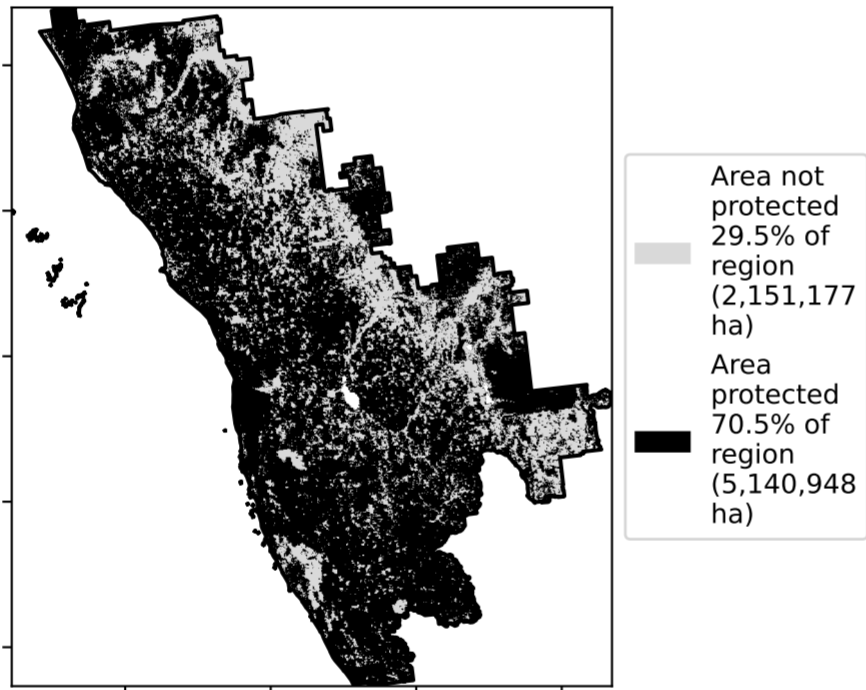 Area not
protected
29.5% of
region
(2,151,177
ha)
Area
protected
70.5% of
region
(5,140,948
ha)